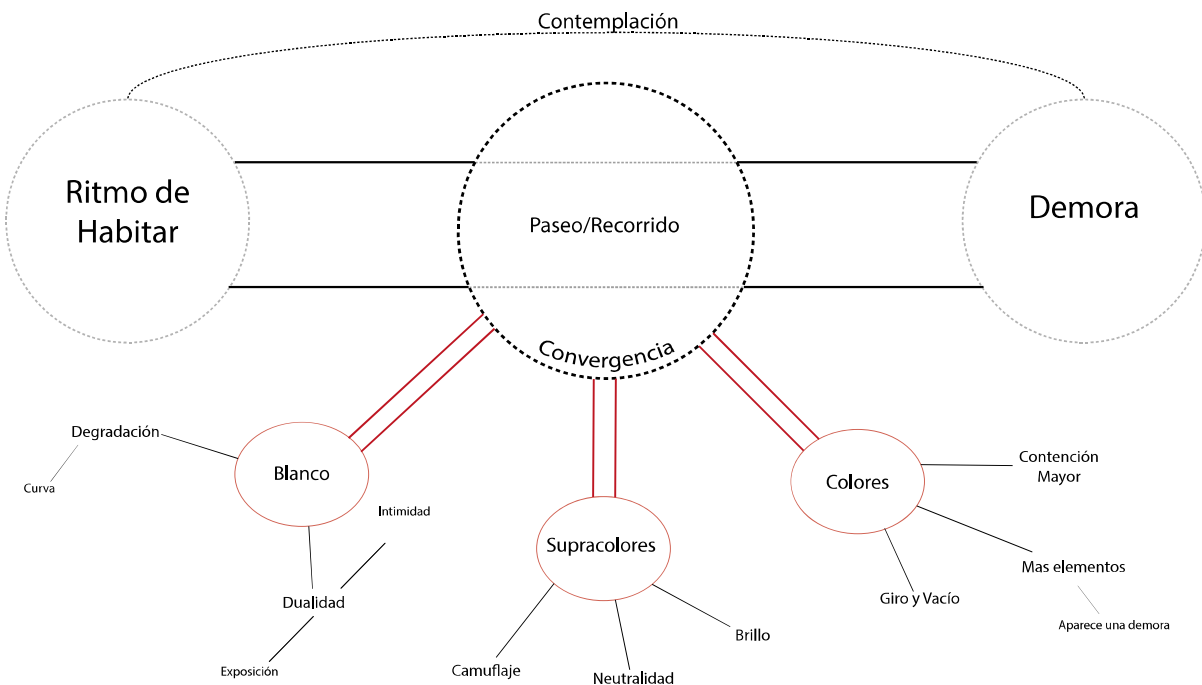 Contemplación
Ritmo de
Habitar
Paseo/Recorrido
Demora
Convergencia
Degradación
Curva
Blanco
Intimidad
Dualidad
Exposición
Supracolores
Camuflaje
Neutralidad
Brillo
Colores
Contención
Mayor
Mas elementos
Giro y Vacío
Aparece una demora